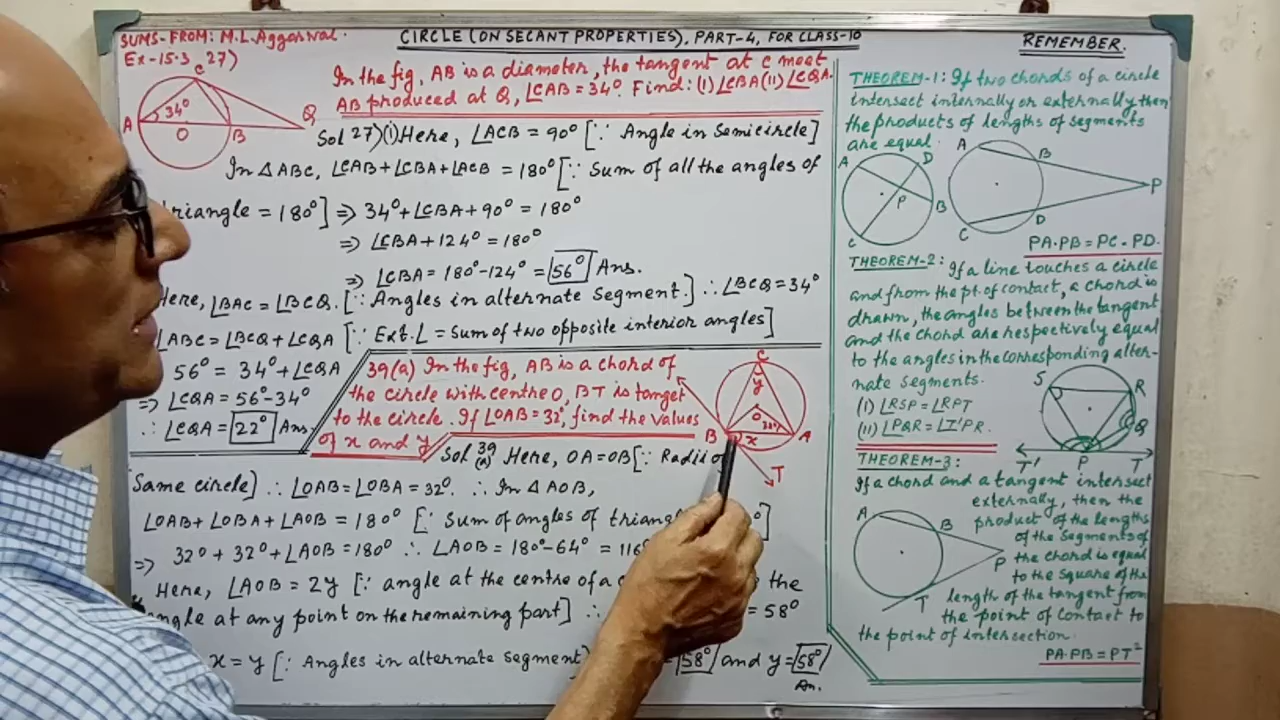 SUMS-FROM: M.L.Aggarwal.
Ex-15.3 27)
CIRCLE (ON SECANT PROPERTIES), PART-4, FOR CLASS-10
In the fig, AB is a diameter, the tangent at C meet
AB produced at Q, ∠CAB = 34°. Find: (i) ∠CBA (ii) ∠CQA.
C
34°
A
O
B
Q
Sol 27) (i) Here, ∠ACB = 90° [∵ Angle in Semicircle]
In △ABC, ∠CAB + ∠CBA + ∠ACB = 180° [∵ Sum of all the angles of
triangle = 180°] ⇒ 34° + ∠CBA + 90° = 180°
⇒ ∠CBA + 124° = 180°
⇒ ∠CBA = 180° - 124° = 56° Ans.
Here, ∠BAC = ∠BCQ. [∵ Angles in alternate Segment.] ∴ ∠BCQ = 34°
∠ABC = ∠BCQ + ∠CQA [∵ Ext. ∠ = Sum of two opposite interior angles]
56° = 34° + ∠CQA
⇒ ∠CQA = 56° - 34°
∴ ∠CQA = 22° Ans
39(a) In the fig, AB is a chord of
the circle with centre O, BT is tanget
to the circle. If ∠OAB = 32°, find the values
of x and y
C
y
O
32°
B
x
A
T
Sol 39(a) Here, OA = OB [∵ Radii of
Same circle] ∴ ∠OAB = ∠OBA = 32°. ∴ In △AOB,
∠OAB + ∠OBA + ∠AOB = 180° [∵ Sum of angles of
⇒ 32° + 32° + ∠AOB = 180° ∴ ∠AOB = 180° - 64° = 116°
Here, ∠AOB = 2y [∵ angle at the centre of a the
angle at any point on the remaining part] ∴ = 58°
x = y [∵ Angles in alternate segment] 58° and y = 58°
Ans.
REMEMBER.
THEOREM-1: If two chords of a circle
intersect internally or externally then
the products of lengths of segments
are equal.
A
D
P
B
C
A
B
P
C
D
PA·PB = PC·PD.
THEOREM-2: If a line touches a circle
and from the pt. of contact, a chord is
drawn, the angles between the tangent
and the chord are respectively equal
to the angles in the corresponding alter-
nate segments.
(i) ∠RSP = ∠RPT
(ii) ∠PQR = ∠T'PR.
S
R
Q
T'
P
T
THEOREM-3:
If a chord and a tangent intersect
externally, then the
product of the lengths
of the segments of
the chord is equal
to the square of the
length of the tangent from
the point of contact to
the point of intersection.
A
B
P
T
PA·PB = PT²